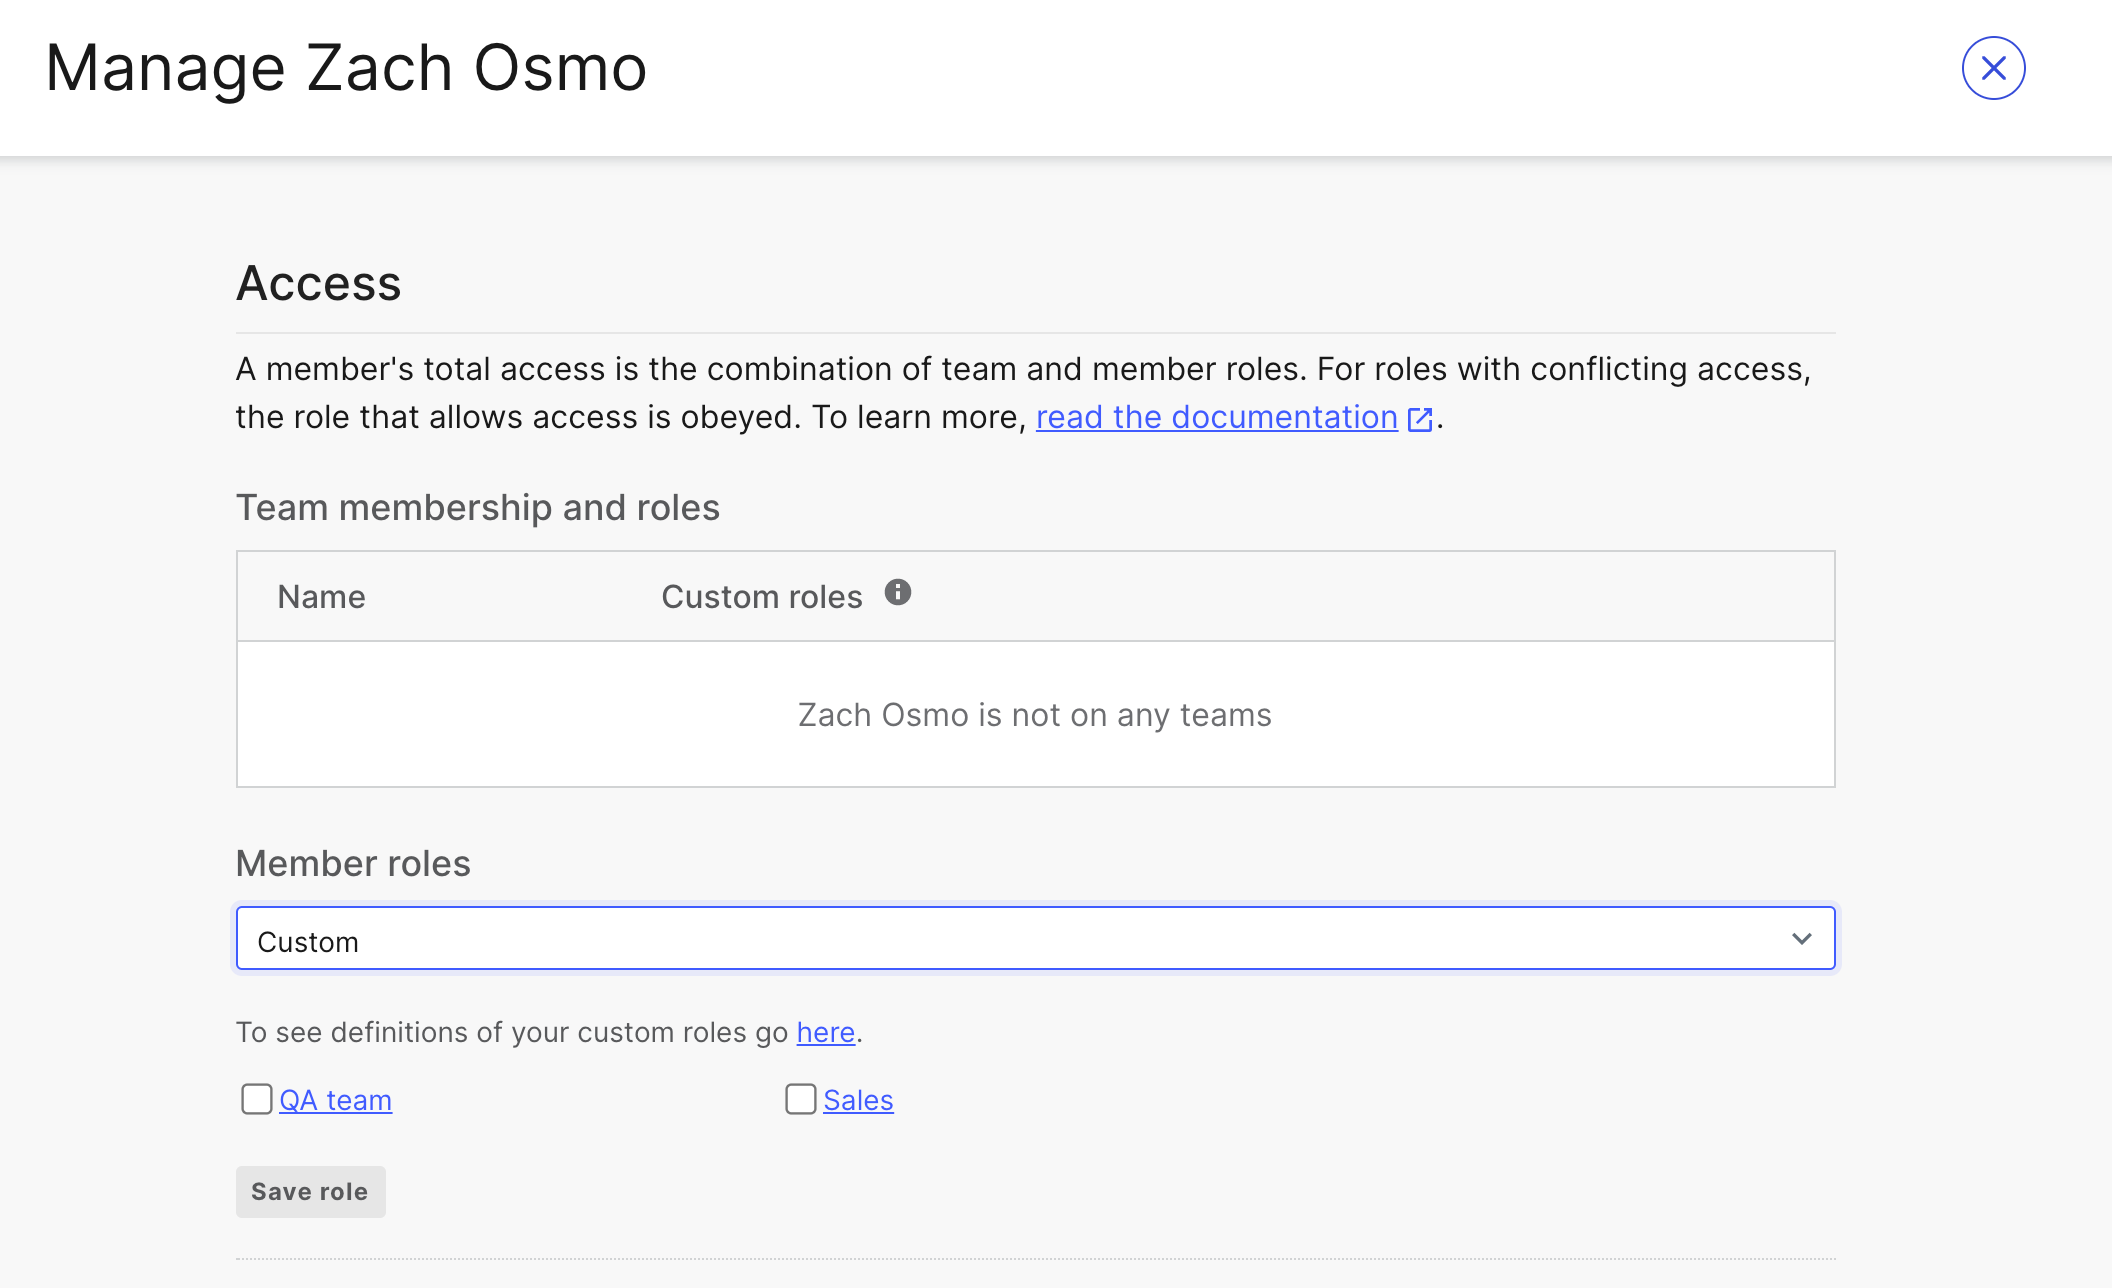 Manage Zach Osmo
Access
A member's total access is the combination of team and member roles. For roles with conflicting access,
the role that allows access is obeyed. To learn more, read the documentation.
Team membership and roles
Name Custom roles
Zach Osmo is not on any teams
Member roles
Custom
To see definitions of your custom roles go here.
QA team Sales
Save role